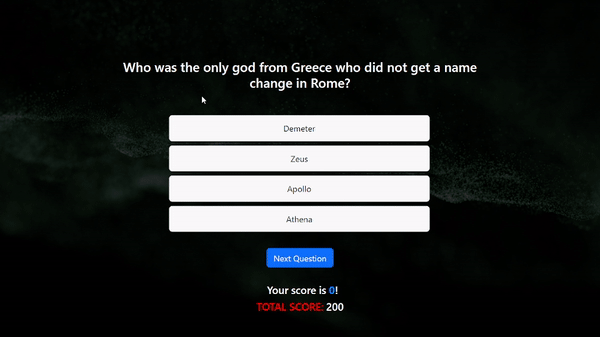 Who was the only god from Greece who did not get a name
change in Rome?
Demeter
Zeus
Apollo
Athena
Next Question
Your score is 0!
TOTAL SCORE: 200